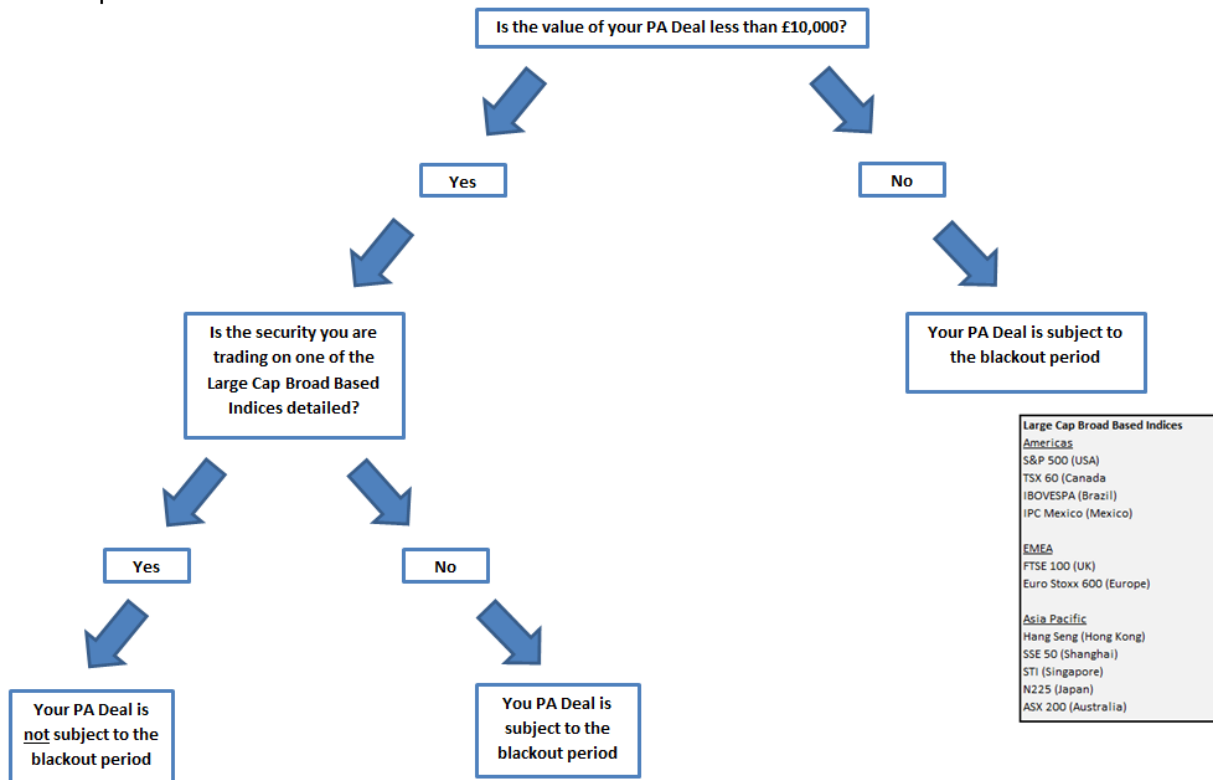 Is the value of your PA Deal less than £10,000?
Yes
No
Is the security you are
trading on one of the
Large Cap Broad Based
Indices detailed?
Your PA Deal is subject to
the blackout period
Large Cap Broad Based Indices
Americas
S&P 500 (USA)
TSX 60 (Canada
IBOVESPA (Brazil)
IPC Mexico (Mexico)
EMEA
FTSE 100 (UK)
Euro Stoxx 600 (Europe)
Asia Pacific
Hang Seng (Hong Kong)
SSE 50 (Shanghai)
STI (Singapore)
N225 (Japan)
ASX 200 (Australia)
Yes
No
Your PA Deal is
not subject to the
blackout period
You PA Deal is
subject to the
blackout period